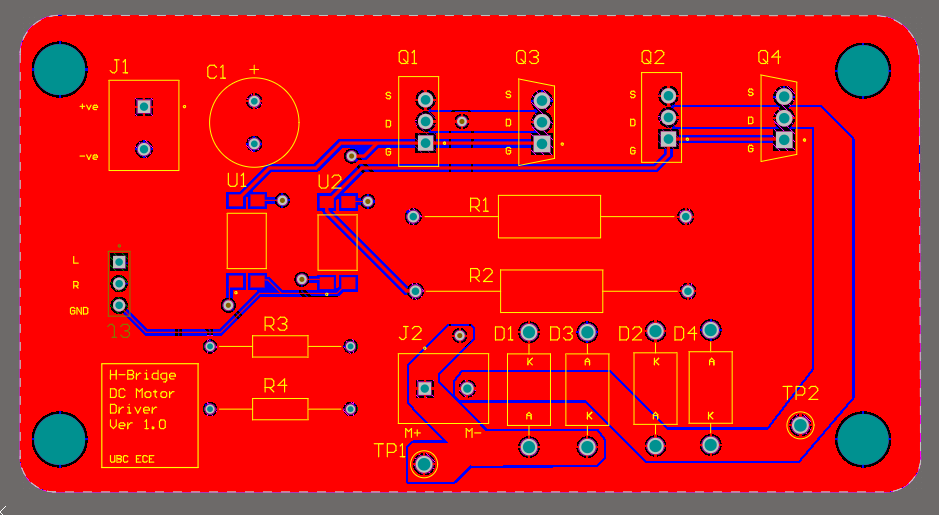 J1
+ve
-ve
C1
+
Q1
S
D
G
Q3
S
D
G
Q2
S
D
G
Q4
S
D
G
U1
U2
R1
R2
L
R
GND
J3
R3
R4
H-Bridge
DC Motor
Driver
Ver 1.0
UBC ECE
J2
M+
M-
TP1
D1
K
A
D3
A
K
D2
K
A
D4
A
K
TP2